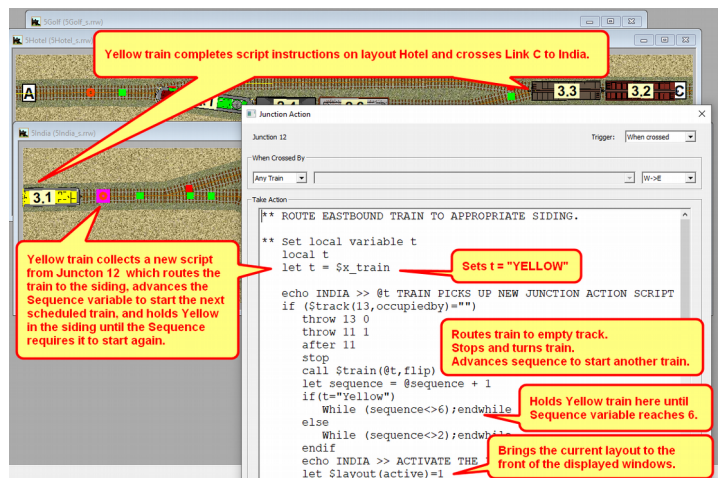 5Golf (5Golf_s.rrw)
5Hotel (5Hotel_s.rrw)
Yellow train completes script instructions on layout Hotel and crosses Link C to India.
A
3.3
3.2
C
Junction Action
5India (5India_s.rrw)
Junction 12
Trigger:
When crossed
When Crossed By
Any Train
W->E
3.1
Take Action
** ROUTE EASTBOUND TRAIN TO APPROPRIATE SIDING.
** Set local variable t
local t
let t = $x_train
Sets t = "YELLOW"
Yellow train collects a new script
from Juncton 12 which routes the
train to the siding, advances the
Sequence variable to start the next
scheduled train, and holds Yellow
in the siding until the Sequence
requires it to start again.
echo INDIA >> @t TRAIN PICKS UP NEW JUNCTION ACTION SCRIPT
if ($track(13,occupiedby)="")
throw 13 0
throw 11 1
after 11
stop
call $train(@t,flip)
let sequence = @sequence + 1
if(t="Yellow")
While (sequence<>6);endwhile
else
While (sequence<>2);endwhile
endif
echo INDIA >> ACTIVATE THE
let $layout(active)=1
Routes train to empty track.
Stops and turns train.
Advances sequence to start another train.
Holds Yellow train here until
Sequence variable reaches 6.
Brings the current layout to the
front of the displayed windows.